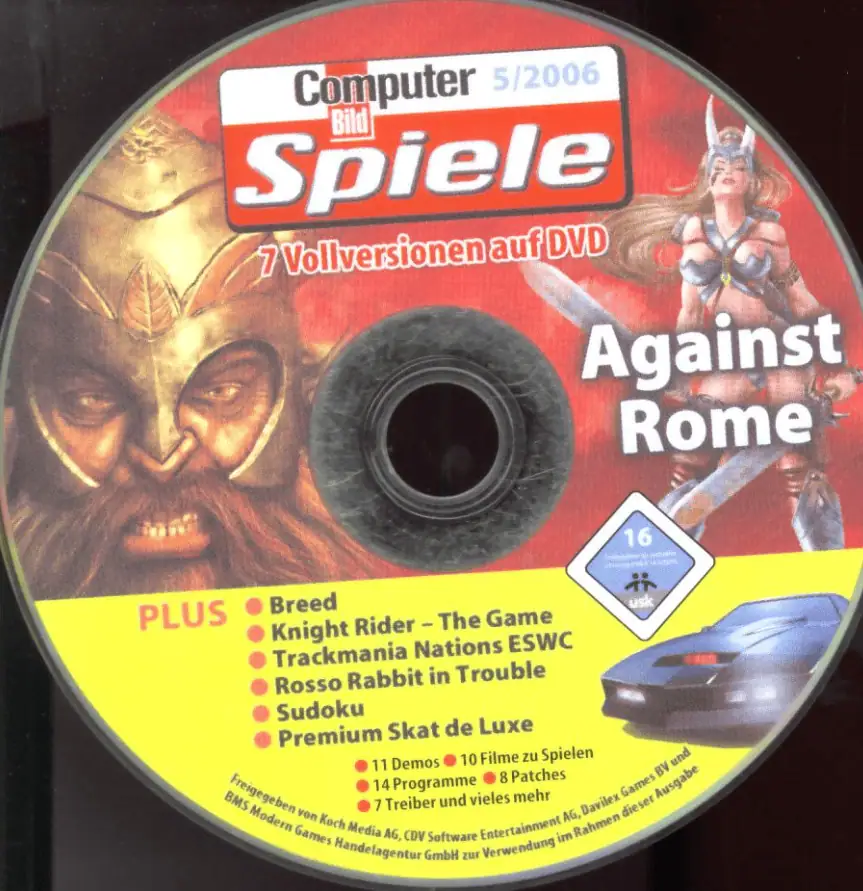 Computer 5/2006
Bild
Spiele
7 Vollversionen auf DVD
Against
Rome
16
usk
PLUS
● Breed
● Knight Rider – The Game
● Trackmania Nations ESWC
● Rosso Rabbit in Trouble
● Sudoku
● Premium Skat de Luxe
● 11 Demos ● 10 Filme zu Spielen
● 14 Programme ● 8 Patches
● 7 Treiber und vieles mehr
Freigegeben von Koch Media AG, CDV Software Entertainment AG, Davilex Games BV und
BMS Modern Games Handelagentur GmbH zur Verwendung im Rahmen dieser Ausgabe